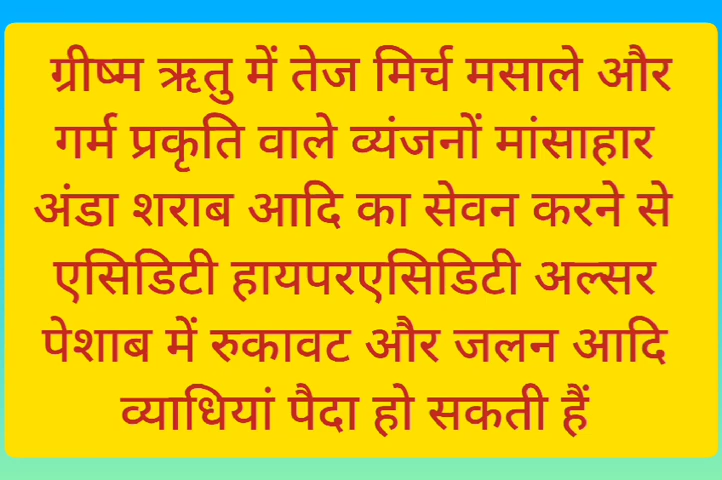 ग्रीष्म ऋतु में तेज मिर्च मसाले और
गर्म प्रकृति वाले व्यंजनों मांसाहार
अंडा शराब आदि का सेवन करने से
एसिडिटी हायपरएसिडिटी अल्सर
पेशाब में रुकावट और जलन आदि
व्याधियां पैदा हो सकती हैं